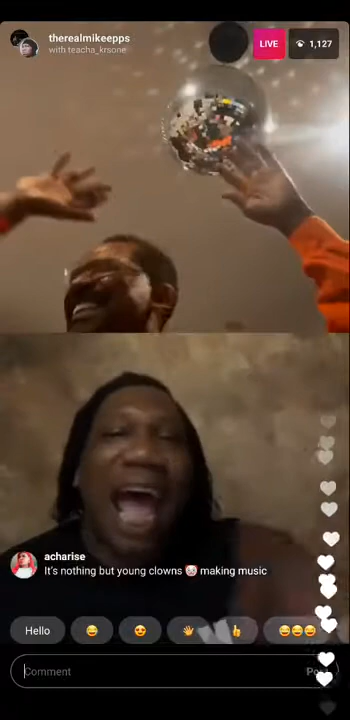 therealmikeepps
with teacha_krsone
LIVE
1,127
acharise
It's nothing but young clowns 🤡 making music
Hello
😂 😍 👋 👍 😂😂😂
Comment